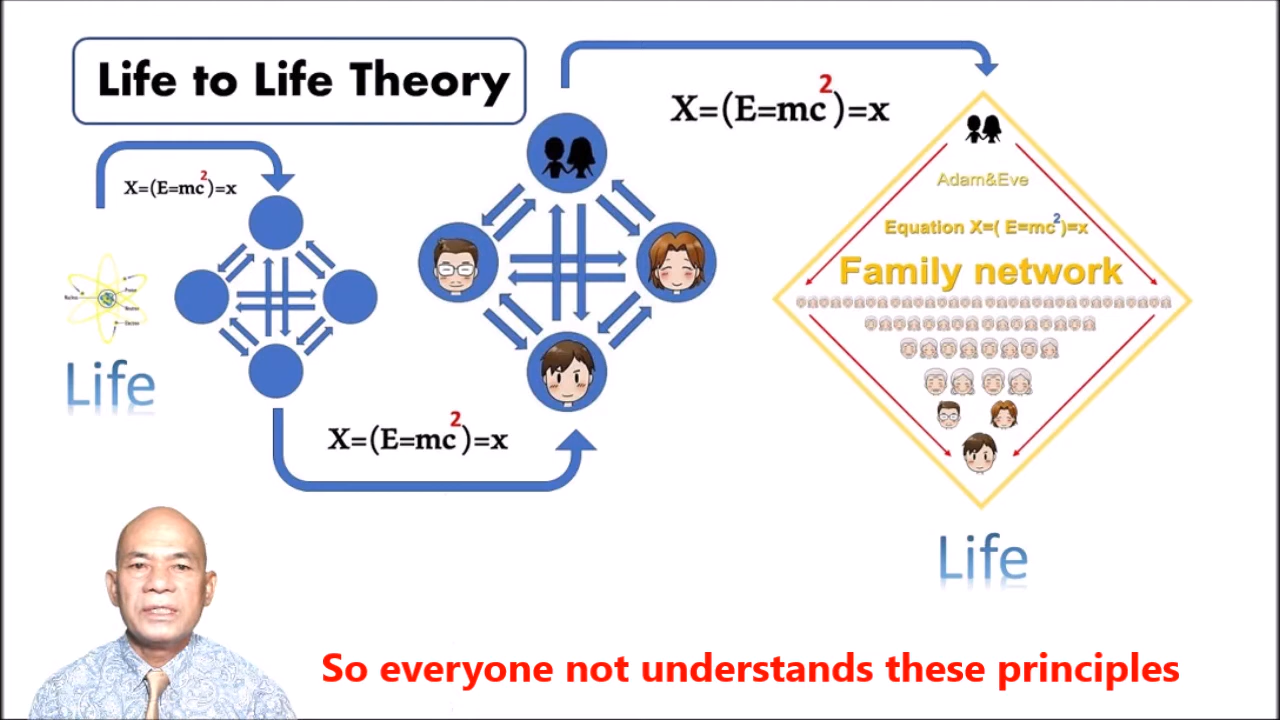 Life to Life Theory
X=(E=mc²)=x
X=(E=mc²)=x
Adam&Eve
Equation X=( E=mc²)=x
Family network
Life
X=(E=mc²)=x
Life
So everyone not understands these principles